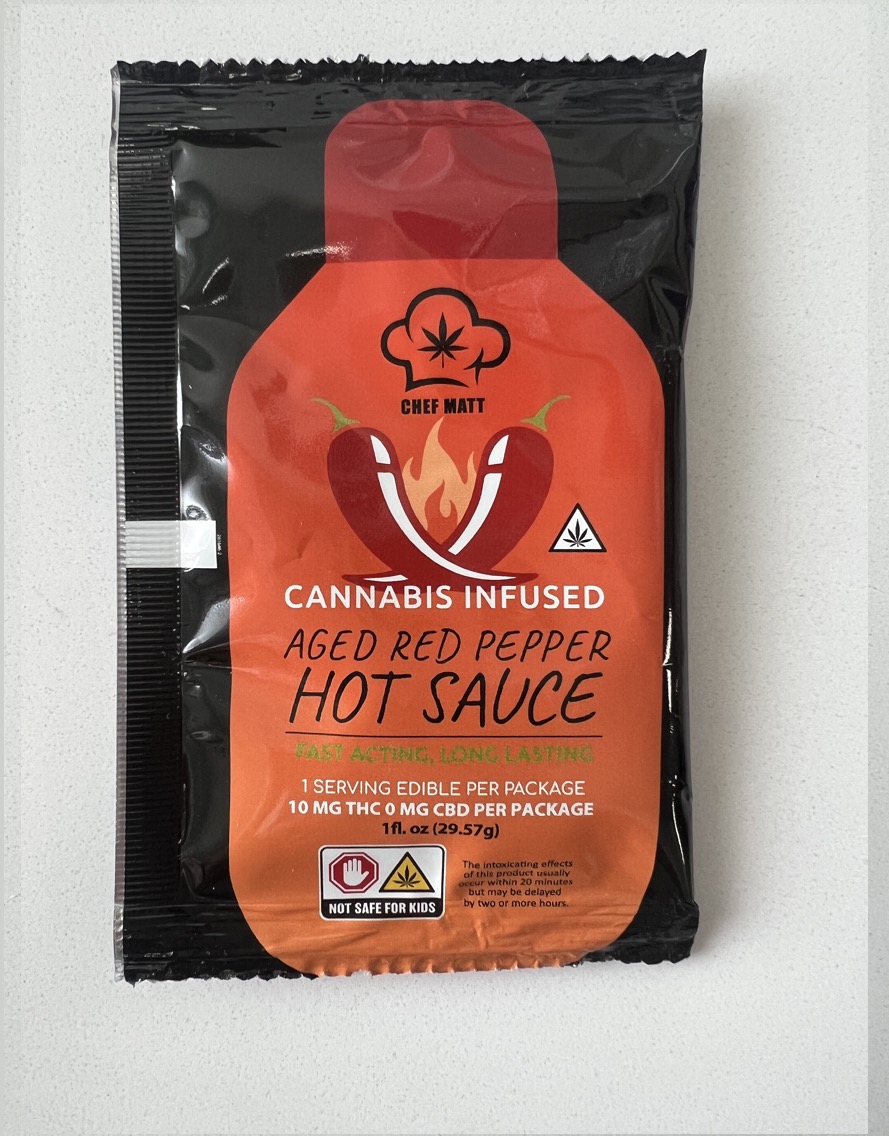 CHEF MATT
CANNABIS INFUSED
AGED RED PEPPER
HOT SAUCE
FAST ACTING, LONG LASTING
1 SERVING EDIBLE PER PACKAGE
10 MG THC 0 MG CBD PER PACKAGE
1fl. oz (29.57g)
NOT SAFE FOR KIDS
The intoxicating effects
of this product usually
occur within 20 minutes
but may be delayed
by two or more hours.